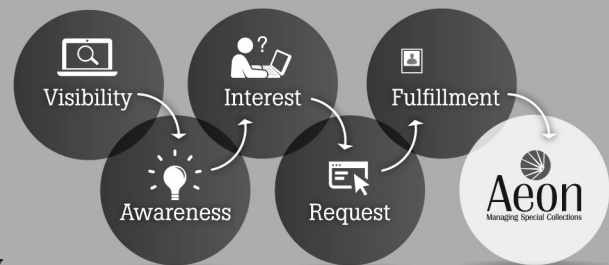 Visibility
Awareness
Interest
?
Request
Fulfillment
Aeon
Managing Special Collections